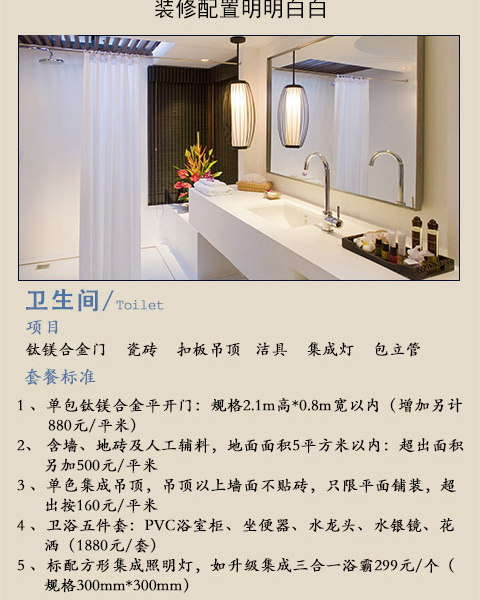 装修配置明明白白
卫生间/Toilet
项目
钛镁合金门 瓷砖 扣板吊顶 洁具 集成灯 包立管
套餐标准
1、单包钛镁合金平开门：规格2.1m高*0.8m宽以内（增加另计
880元/平米）
2、含墙、地砖及人工辅料，地面面积5平方米以内：超出面积
另加500元/平米
3、单色集成吊顶，吊顶以上墙面不贴砖，只限平面铺装，超
出按160元/平米
4、卫浴五件套：PVC浴室柜、坐便器、水龙头、水银镜、花
洒（1880元/套）
5、标配方形集成照明灯，如升级集成三合一浴霸299元/个（
规格300mm*300mm）